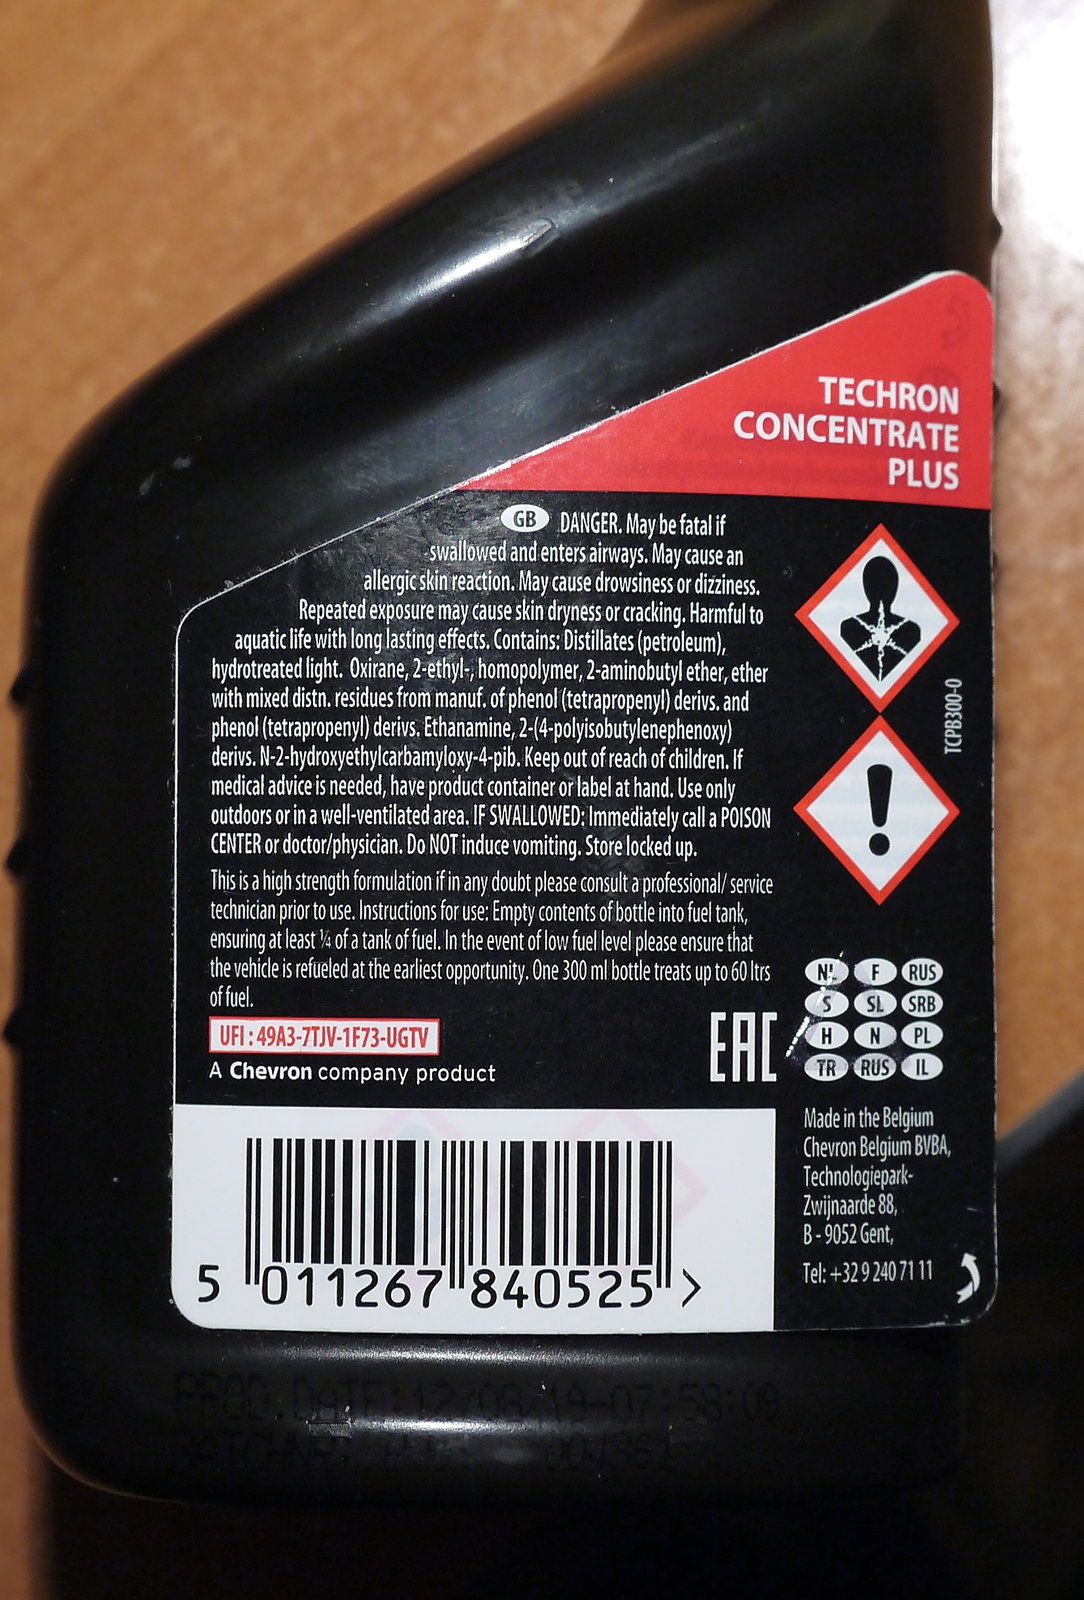 TECHRON
CONCENTRATE
PLUS
GB DANGER. May be fatal if
swallowed and enters airways. May cause an
allergic skin reaction. May cause drowsiness or dizziness.
Repeated exposure may cause skin dryness or cracking. Harmful to
aquatic life with long lasting effects. Contains: Distillates (petroleum),
hydrotreated light. Oxirane, 2-ethyl-, homopolymer, 2-aminobutyl ether, ether
with mixed distn. residues from manuf. of phenol (tetrapropenyl) derivs. and
phenol (tetrapropenyl) derivs. Ethanamine, 2-(4-polyisobutylenephenoxy)
derivs. N-2-hydroxyethylcarbamyloxy-4-pib. Keep out of reach of children. If
medical advice is needed, have product container or label at hand. Use only
outdoors or in a well-ventilated area. IF SWALLOWED: Immediately call a POISON
CENTER or doctor/physician. Do NOT induce vomiting. Store locked up.
This is a high strength formulation if in any doubt please consult a professional/ service
technician prior to use. Instructions for use: Empty contents of bottle into fuel tank,
ensuring at least ¼ of a tank of fuel. In the event of low fuel level please ensure that
the vehicle is refueled at the earliest opportunity. One 300 ml bottle treats up to 60 ltrs
of fuel.
UFI : 49A3-7TJV-1F73-UGTV
A Chevron company product
EAC
TCPB300-0
NL F RUS
S SL SRB
H N PL
TR RUS IL
Made in the Belgium
Chevron Belgium BVBA,
Technologiepark-
Zwijnaarde 88,
B - 9052 Gent,
Tel: +32 9 240 71 11
5 011267 840525 >
PROD.DATE:12/08/19-07:58:09